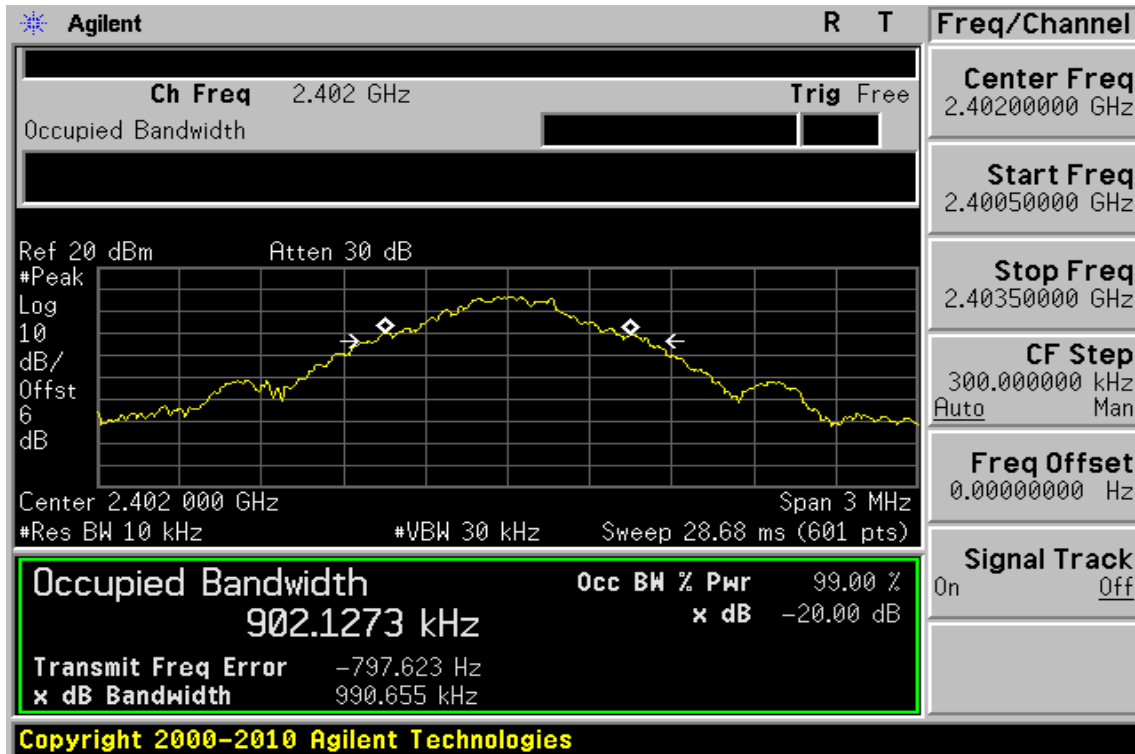 Agilent R T Freq/Channel
Ch Freq 2.402 GHz Trig Free
Occupied Bandwidth
Center Freq
2.40200000 GHz
Start Freq
2.40050000 GHz
Stop Freq
2.40350000 GHz
CF Step
300.000000 kHz
Auto Man
Freq Offset
0.00000000 Hz
Signal Track
On Off
Ref 20 dBm Atten 30 dB
#Peak
Log
10
dB/
Offst
6
dB
Center 2.402 000 GHz Span 3 MHz
#Res BW 10 kHz #VBW 30 kHz Sweep 28.68 ms (601 pts)
Occupied Bandwidth Occ BW % Pwr 99.00 %
902.1273 kHz x dB -20.00 dB
Transmit Freq Error -797.623 Hz
x dB Bandwidth 990.655 kHz
Copyright 2000-2010 Agilent Technologies